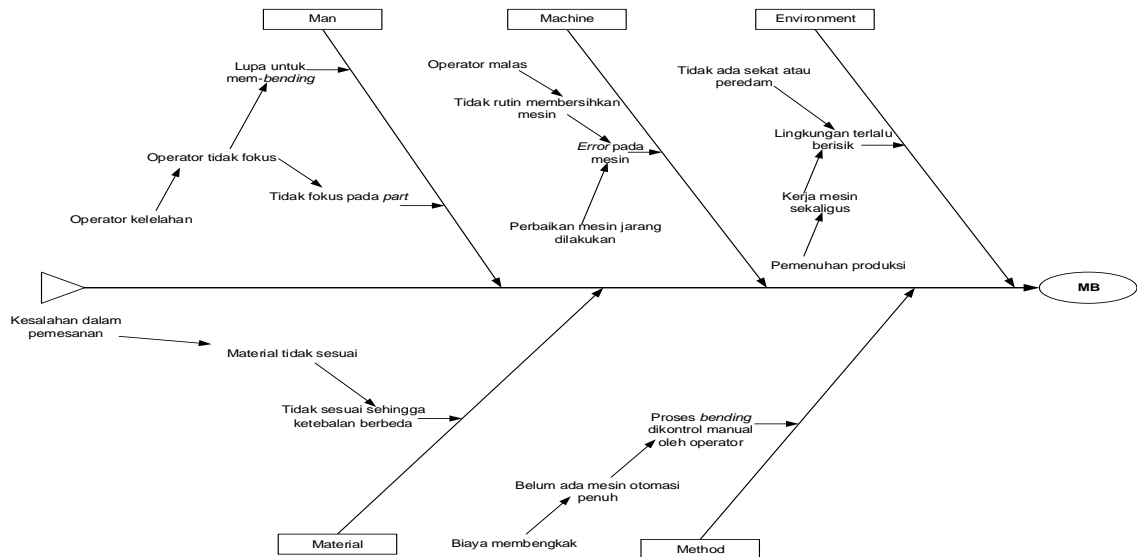 Man
Machine
Environment
Lupa untuk
mem-bending
Operator tidak fokus
Operator kelelahan
Tidak fokus pada part
Operator malas
Tidak rutin membersihkan
mesin
Error pada
mesin
Perbaikan mesin jarang
dilakukan
Tidak ada sekat atau
peredam
Lingkungan terlalu
berisik
Kerja mesin
sekaligus
Pemenuhan produksi
MB
Kesalahan dalam
pemesanan
Material tidak sesuai
Tidak sesuai sehingga
ketebalan berbeda
Proses bending
dikontrol manual
oleh operator
Belum ada mesin otomasi
penuh
Biaya membengkak
Material
Method